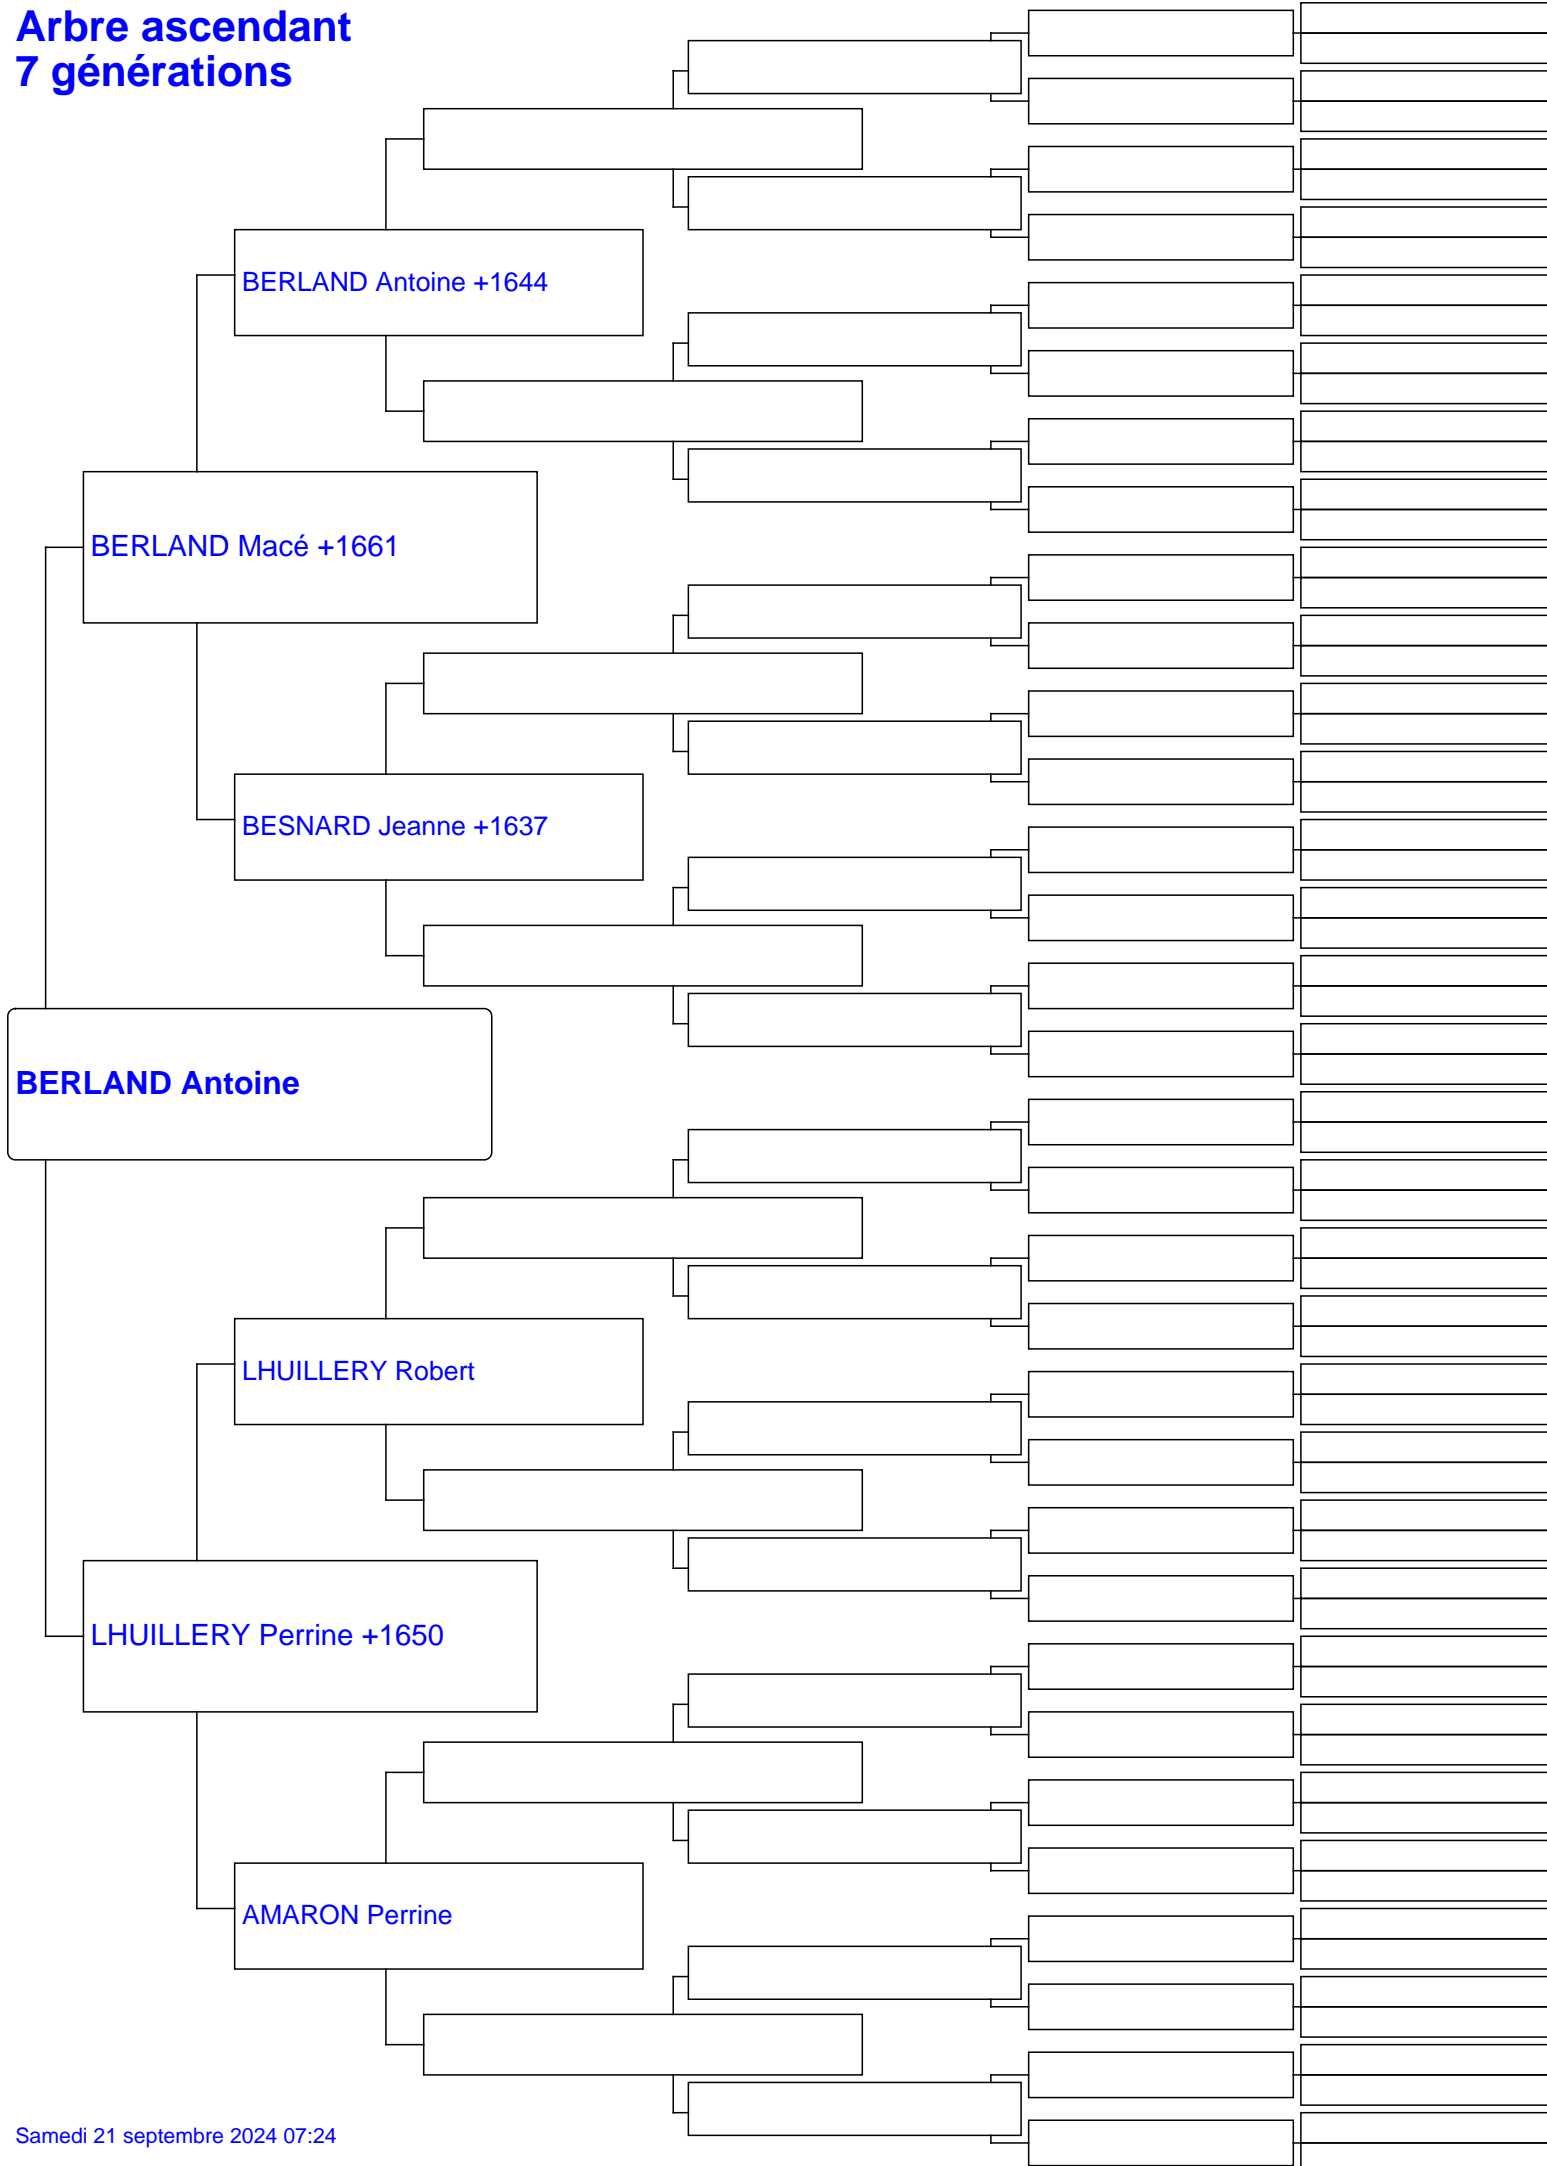 Arbre ascendant
7 générations
BERLAND Antoine +1644
BERLAND Macé +1661
BESNARD Jeanne +1637
BERLAND Antoine
LHUILLERY Robert
LHUILLERY Perrine +1650
AMARON Perrine
Samedi 21 septembre 2024 07:24